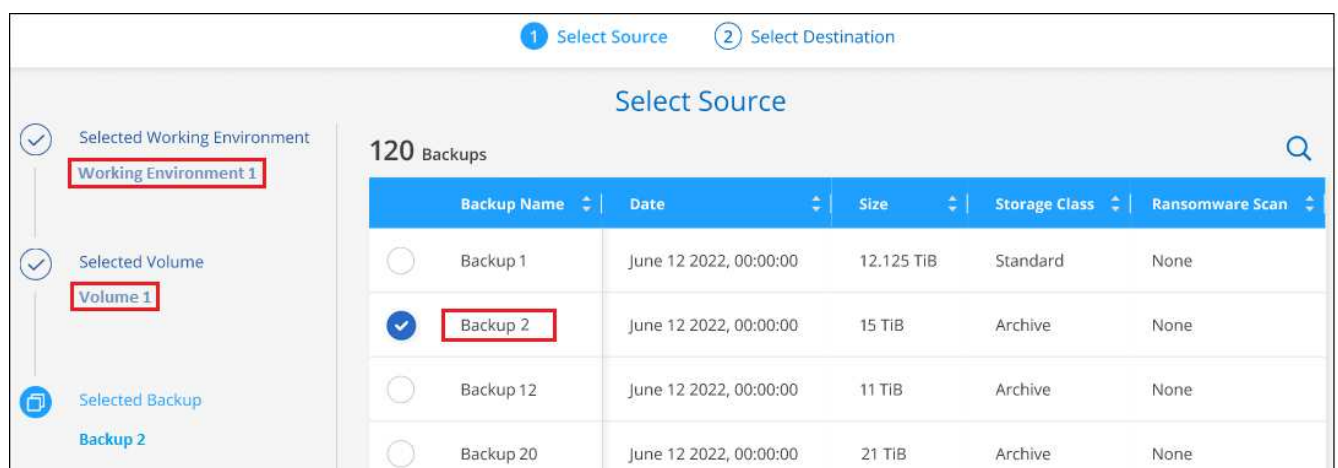 1 Select Source 2 Select Destination
Select Source
Selected Working Environment
Working Environment 1
Selected Volume
Volume 1
Selected Backup
Backup 2
120 Backups
Backup Name Date Size Storage Class Ransomware Scan
Backup 1 June 12 2022, 00:00:00 12.125 TiB Standard None
Backup 2 June 12 2022, 00:00:00 15 TiB Archive None
Backup 12 June 12 2022, 00:00:00 11 TiB Archive None
Backup 20 June 12 2022, 00:00:00 21 TiB Archive None